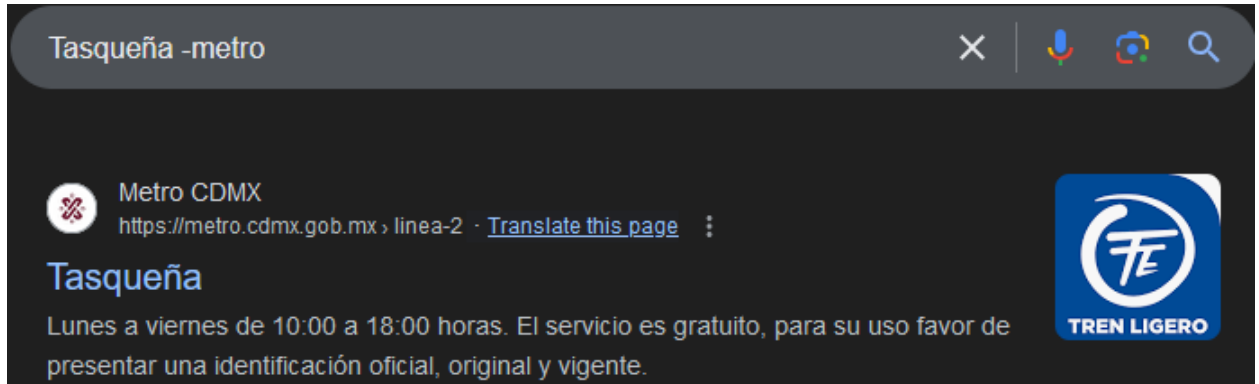 Tasqueña -metro
Metro CDMX
https://metro.cdmx.gob.mx › linea-2 · Translate this page
Tasqueña
Lunes a viernes de 10:00 a 18:00 horas. El servicio es gratuito, para su uso favor de
presentar una identificación oficial, original y vigente.
TE
TREN LIGERO